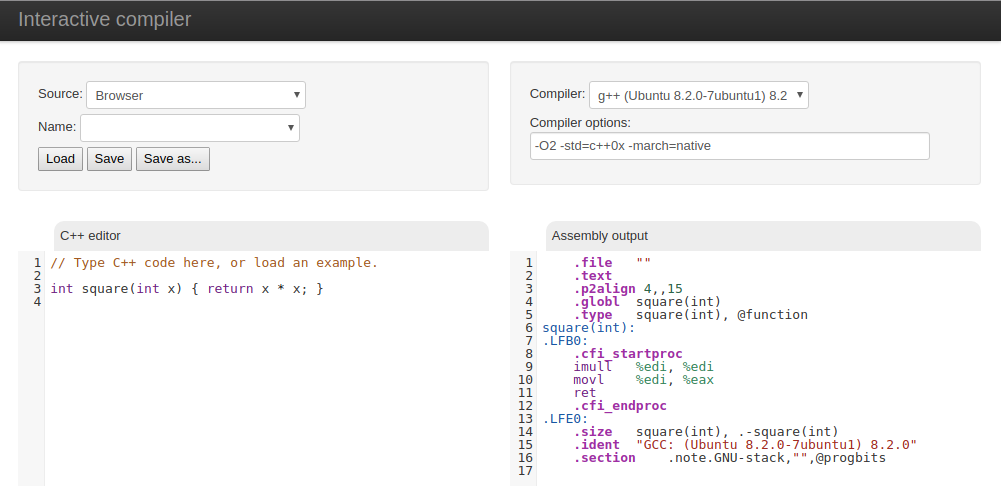 Interactive compiler
Source: Browser
Name:
Load Save Save as...
Compiler: g++ (Ubuntu 8.2.0-7ubuntu1) 8.2
Compiler options:
-O2 -std=c++0x -march=native
C++ editor
1 // Type C++ code here, or load an example.
2
3 int square(int x) { return x * x; }
4
Assembly output
1 .file ""
2 .text
3 .p2align 4,,15
4 .globl square(int)
5 .type square(int), @function
6 square(int):
7 .LFB0:
8 .cfi_startproc
9 imull %edi, %edi
10 movl %edi, %eax
11 ret
12 .cfi_endproc
13 .LFE0:
14 .size square(int), .-square(int)
15 .ident "GCC: (Ubuntu 8.2.0-7ubuntu1) 8.2.0"
16 .section .note.GNU-stack,"",@progbits
17